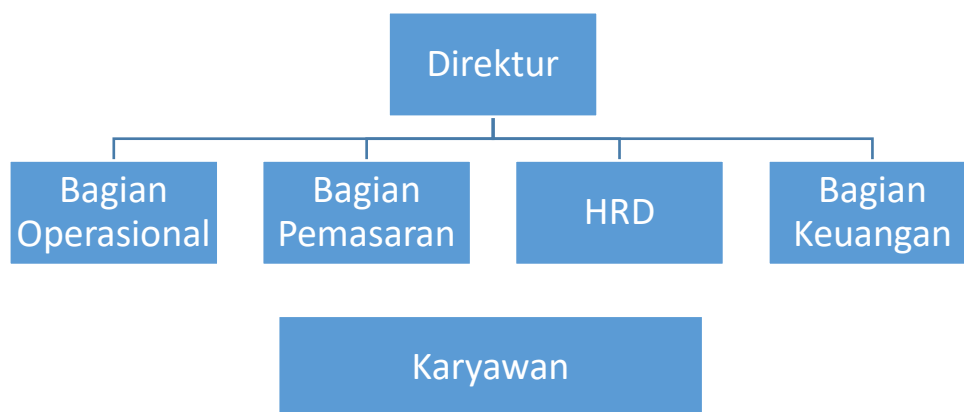 Direktur
Bagian
Operasional
Bagian
Pemasaran
HRD
Bagian
Keuangan
Karyawan